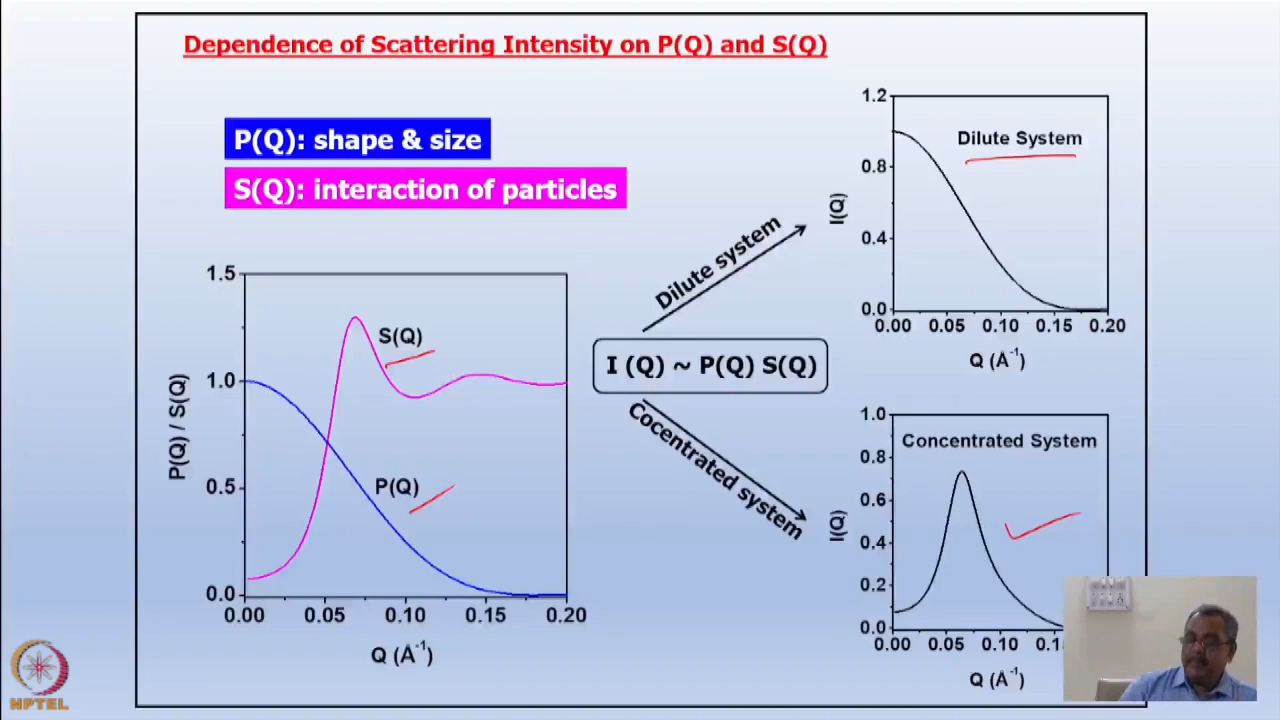 Dependence of Scattering Intensity on P(Q) and S(Q)
P(Q): shape & size
S(Q): interaction of particles
1.5
1.0
0.5
0.0
0.00 0.05 0.10 0.15 0.20
P(Q) / S(Q)
Q (Å-1)
S(Q)
P(Q)
Dilute system
I (Q) ~ P(Q) S(Q)
Cocentrated system
1.2
0.8
0.4
0.0
0.00 0.05 0.10 0.15 0.20
I(Q)
Q (Å-1)
Dilute System
1.0
0.8
0.6
0.4
0.2
0.0
0.00 0.05 0.10
I(Q)
Q (Å-1)
Concentrated System
NPTEL